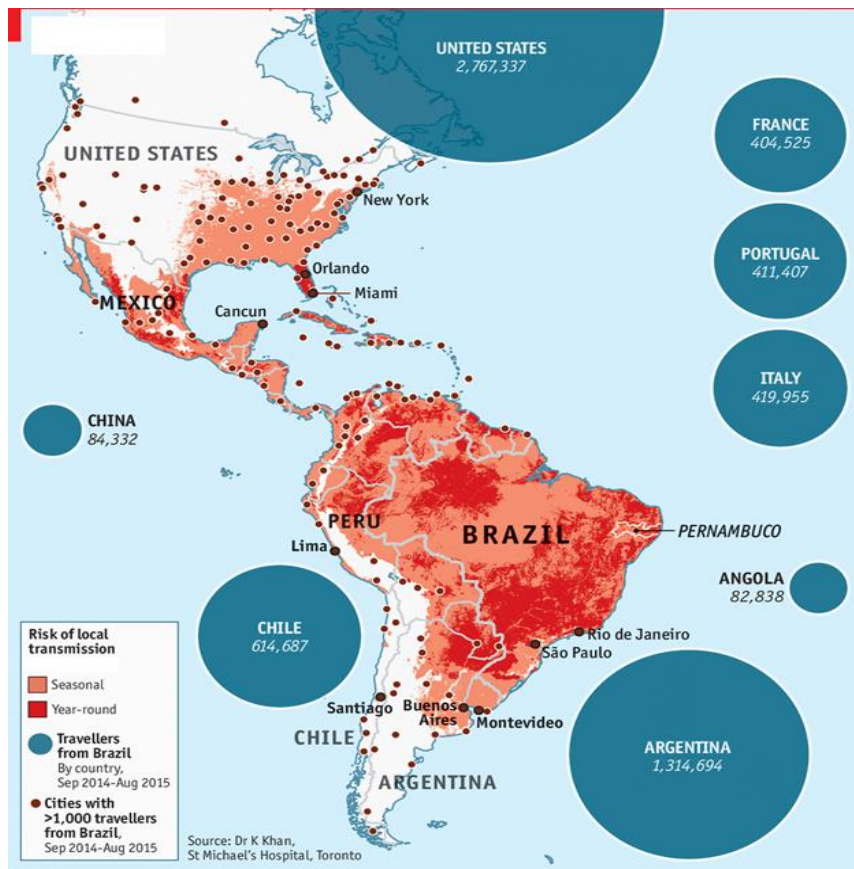 UNITED STATES
2,767,337
FRANCE
404,525
UNITED STATES
New York
PORTUGAL
411,407
Orlando
MEXICO
Miami
Cancun
ITALY
419,955
CHINA
84,332
PERU
BRAZIL
PERNAMBUCO
Lima
ANGOLA
82,838
CHILE
614,687
Rio de Janeiro
São Paulo
Risk of local
transmission
Seasonal
Year-round
Travellers
from Brazil
By country,
Sep 2014-Aug 2015
Cities with
>1,000 travellers
from Brazil,
Sep 2014-Aug 2015
Santiago
Buenos
Aires
Montevideo
CHILE
ARGENTINA
ARGENTINA
1,314,694
Source: Dr K Khan,
St Michael's Hospital, Toronto